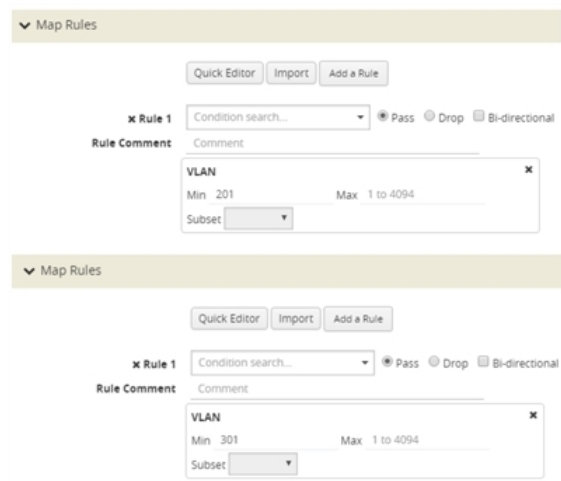 Map Rules
Quick Editor Import Add a Rule
Rule 1 Condition search... Pass Drop Bi-directional
Rule Comment Comment
VLAN
Min 201 Max 1 to 4094
Subset
Map Rules
Quick Editor Import Add a Rule
Rule 1 Condition search... Pass Drop Bi-directional
Rule Comment Comment
VLAN
Min 301 Max 1 to 4094
Subset